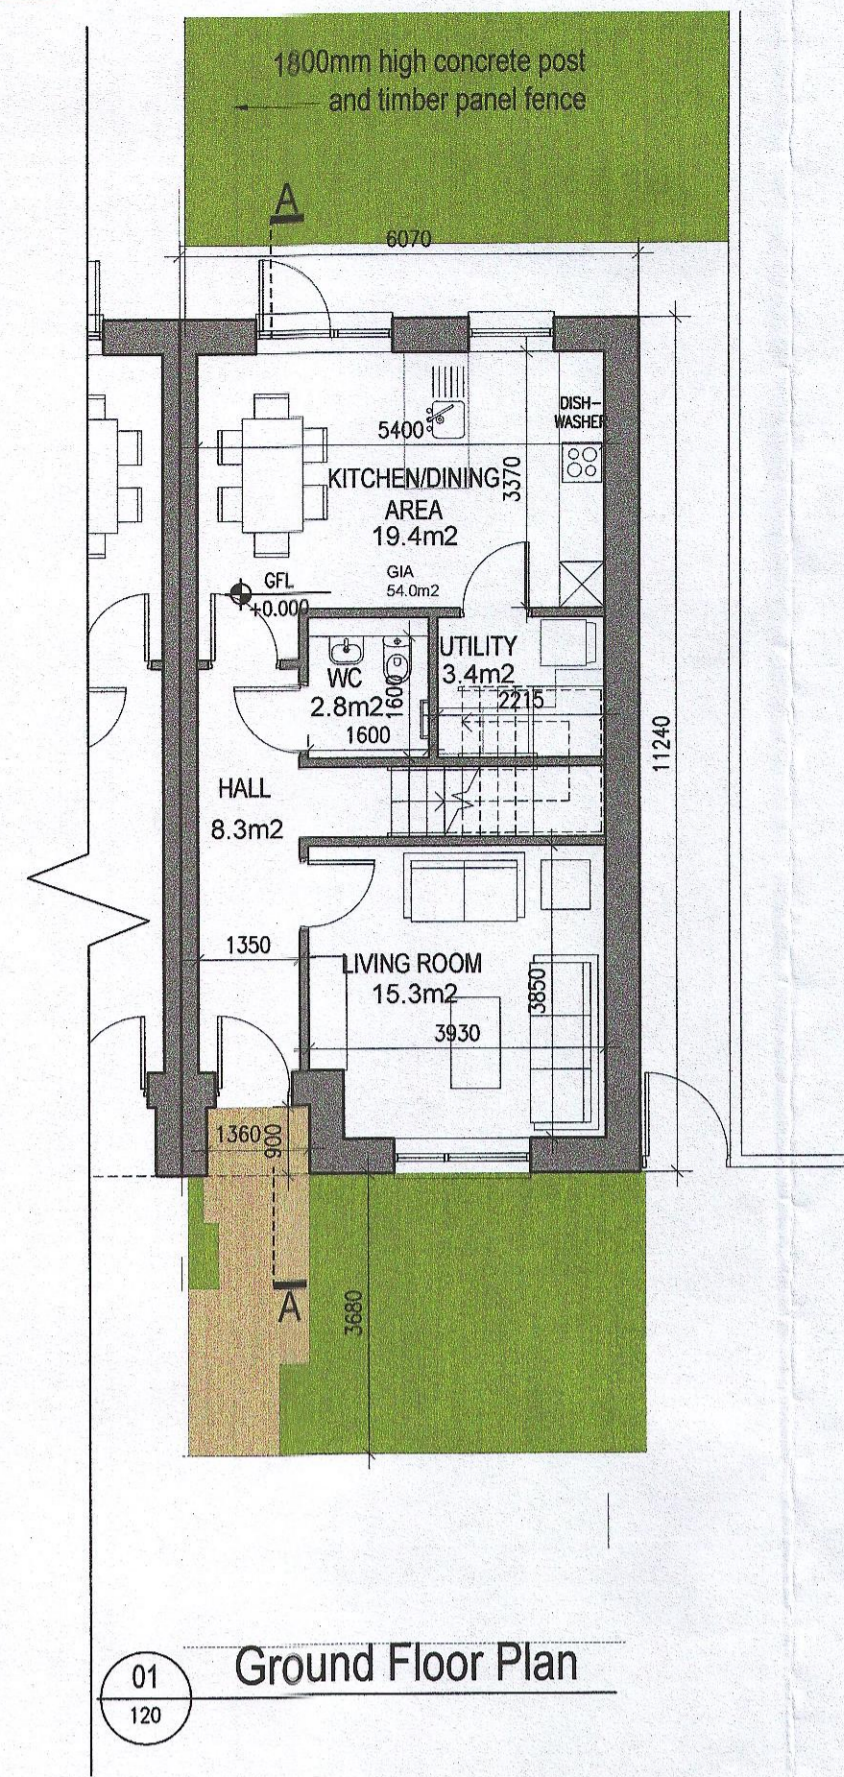 1800mm high concrete post
and timber panel fence
A
6070
DISH-
WASHER
5400
3370
KITCHEN/DINING
AREA
19.4m2
GIA
54.0m2
GFL
+0.000
UTILITY
3.4m2
WC
2.8m2
1600
2215
1600
11240
HALL
8.3m2
1350
LIVING ROOM
15.3m2
3850
3930
1360
900
A
3680
Ground Floor Plan
01
120